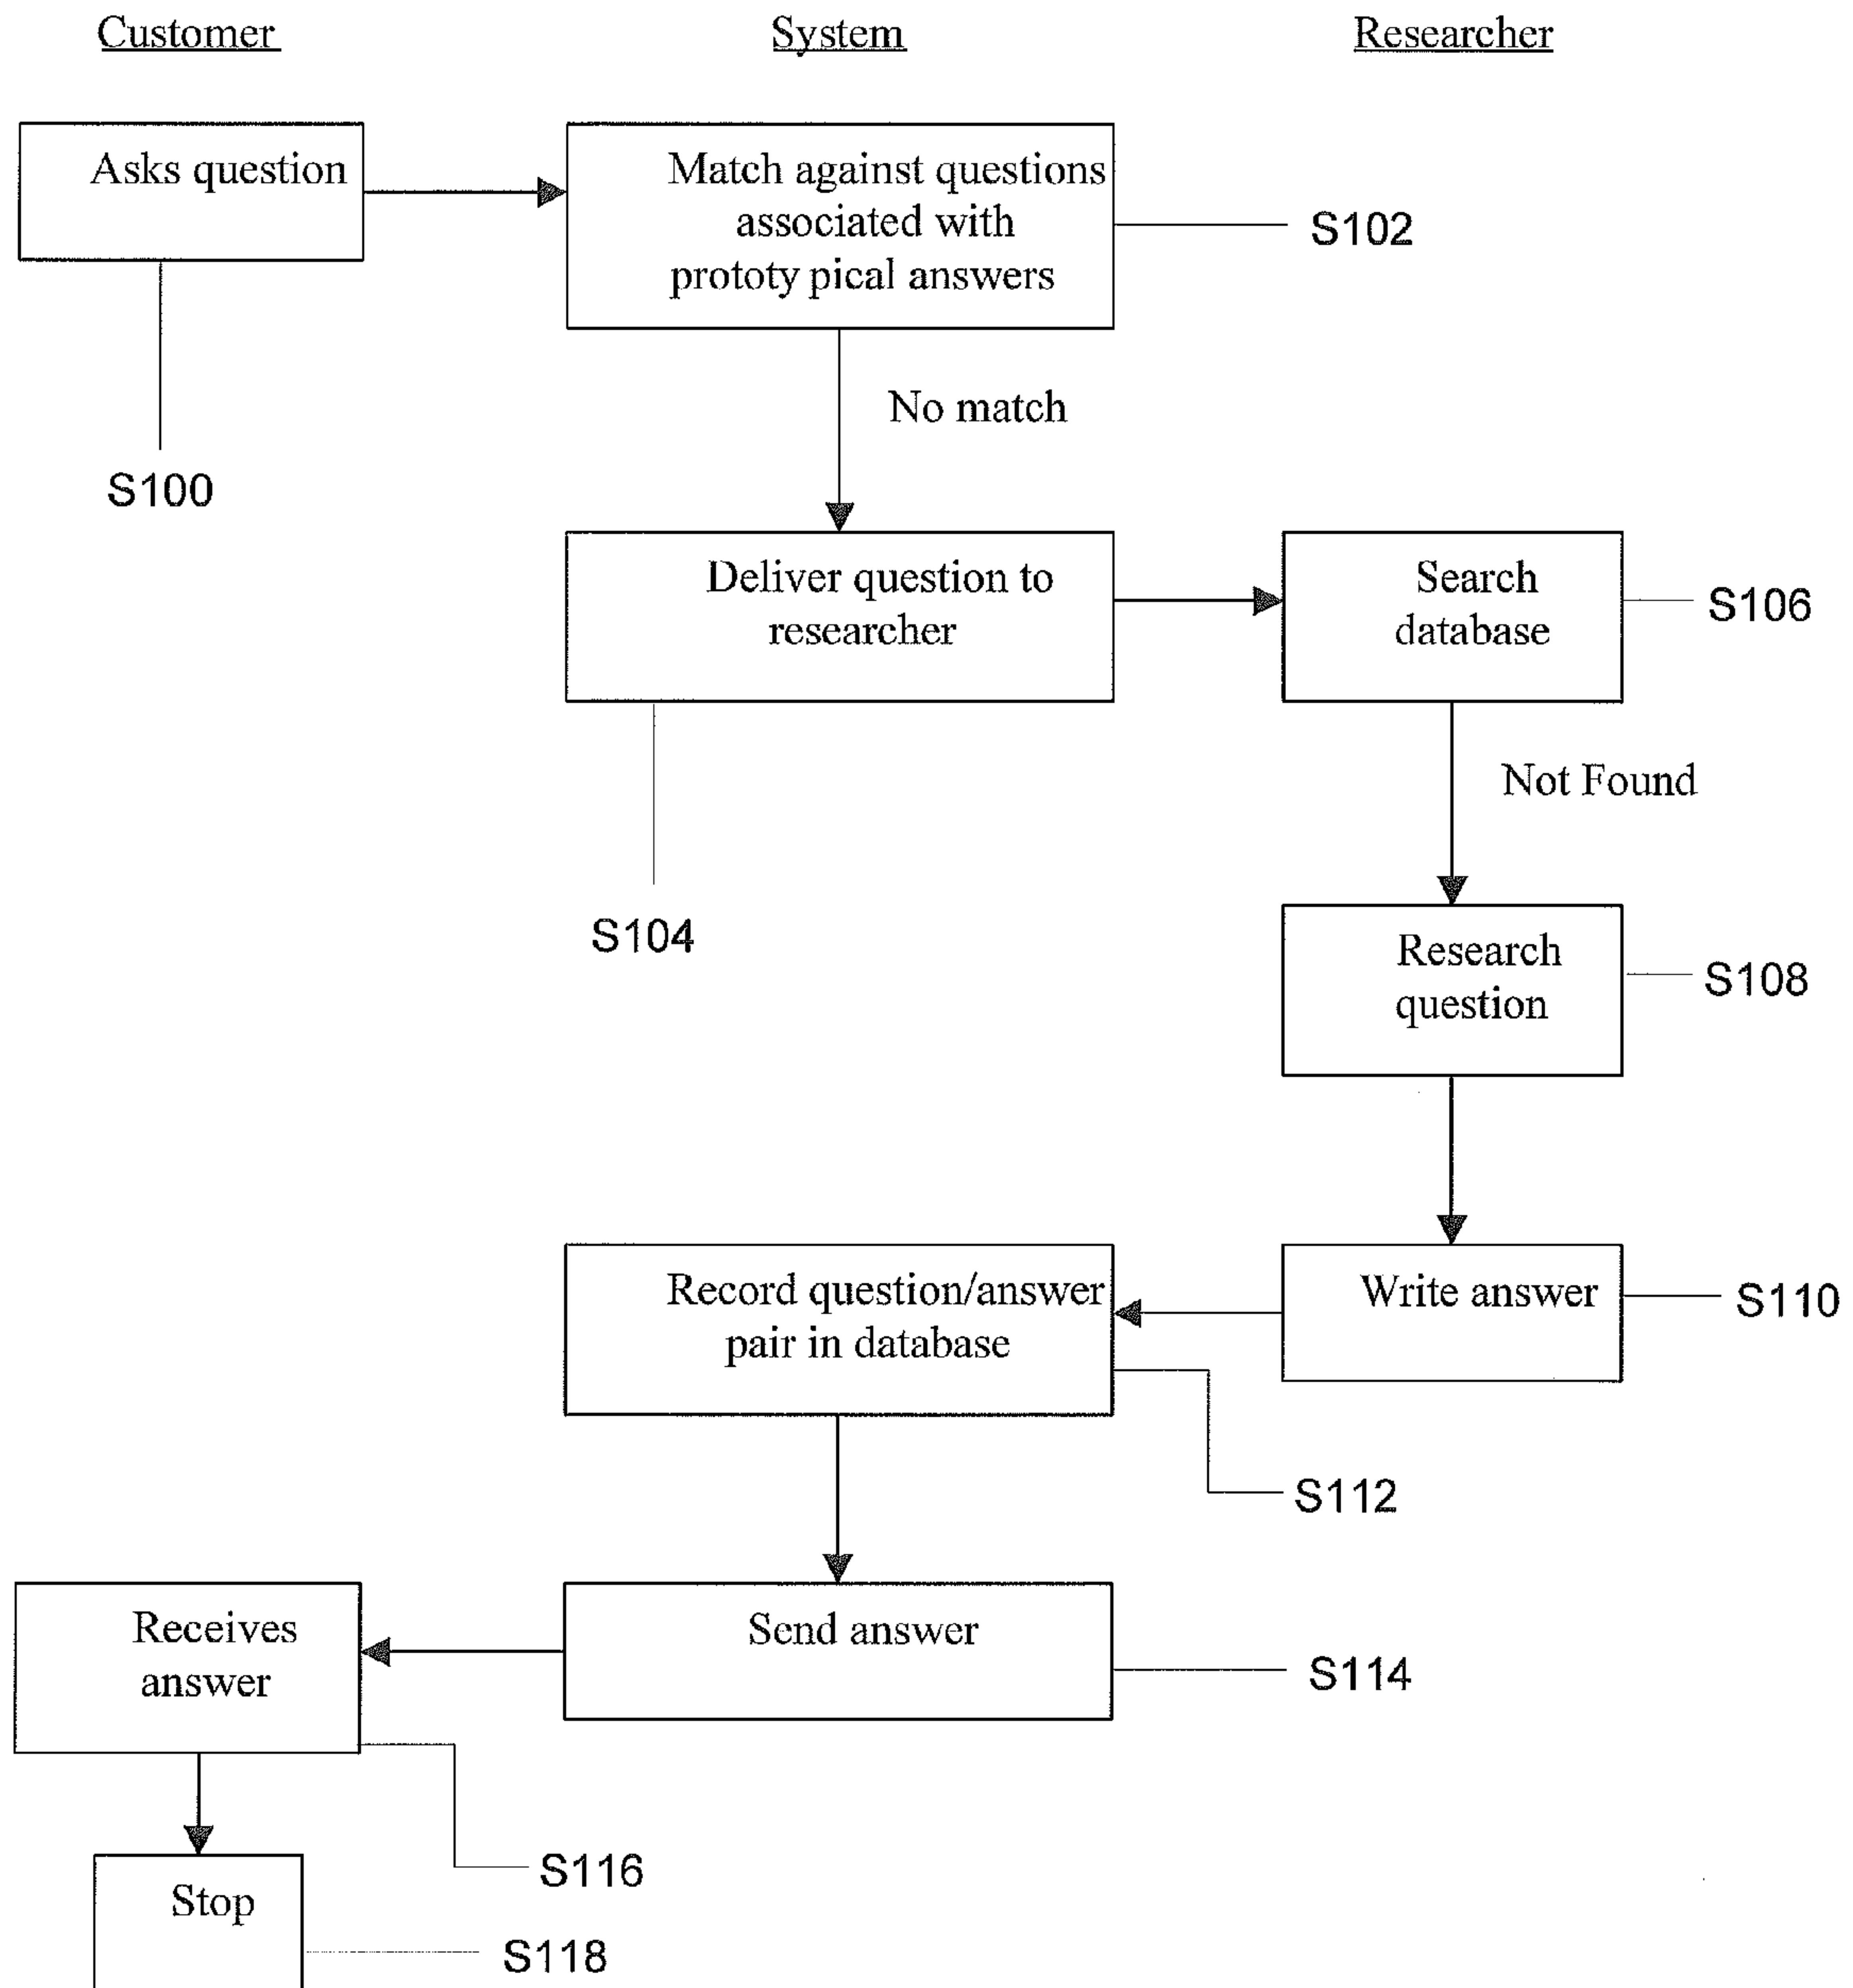 Customer
System
Researcher
Asks question
Match against questions
associated with
prototy pical answers
S102
S100
No match
Deliver question to
researcher
Search
database
S106
S104
Not Found
Research
question
S108
Record question/answer
pair in database
Write answer
S110
S112
Receives
answer
Send answer
S114
S116
Stop
S118